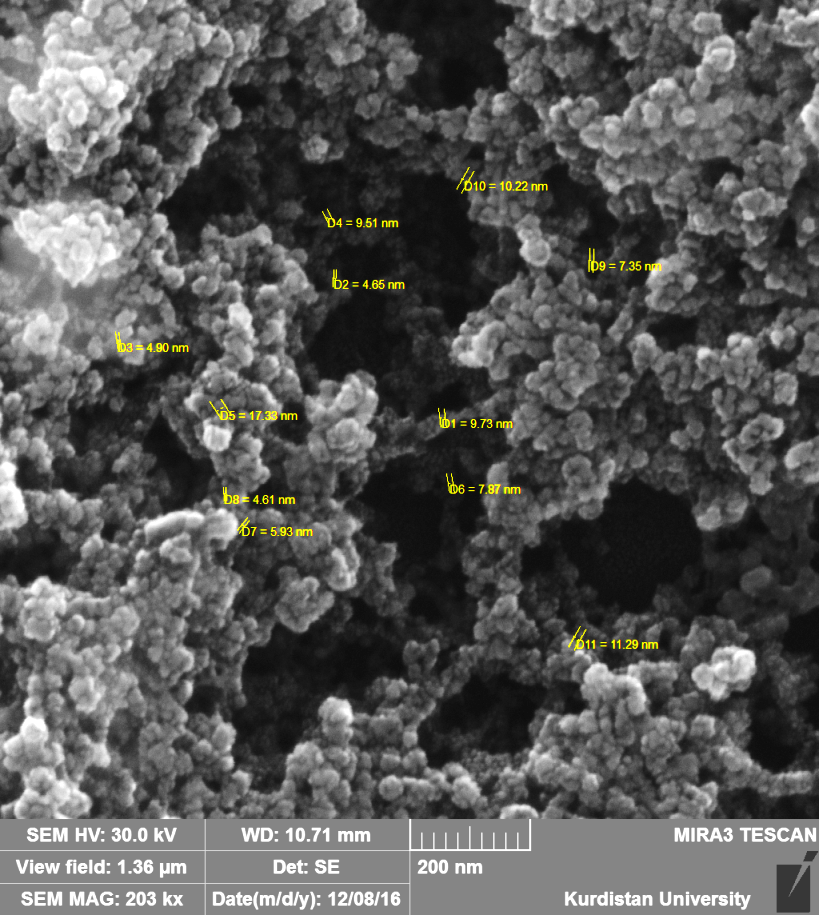 D10 = 10.22 nm
D4 = 9.51 nm
D9 = 7.35 nm
D2 = 4.65 nm
D3 = 4.90 nm
D5 = 17.33 nm
D1 = 9.73 nm
D6 = 7.87 nm
D8 = 4.61 nm
D7 = 5.93 nm
D11 = 11.29 nm
SEM HV: 30.0 kV
WD: 10.71 mm
MIRA3 TESCAN
View field: 1.36 µm
Det: SE
200 nm
SEM MAG: 203 kx
Date(m/d/y): 12/08/16
Kurdistan University